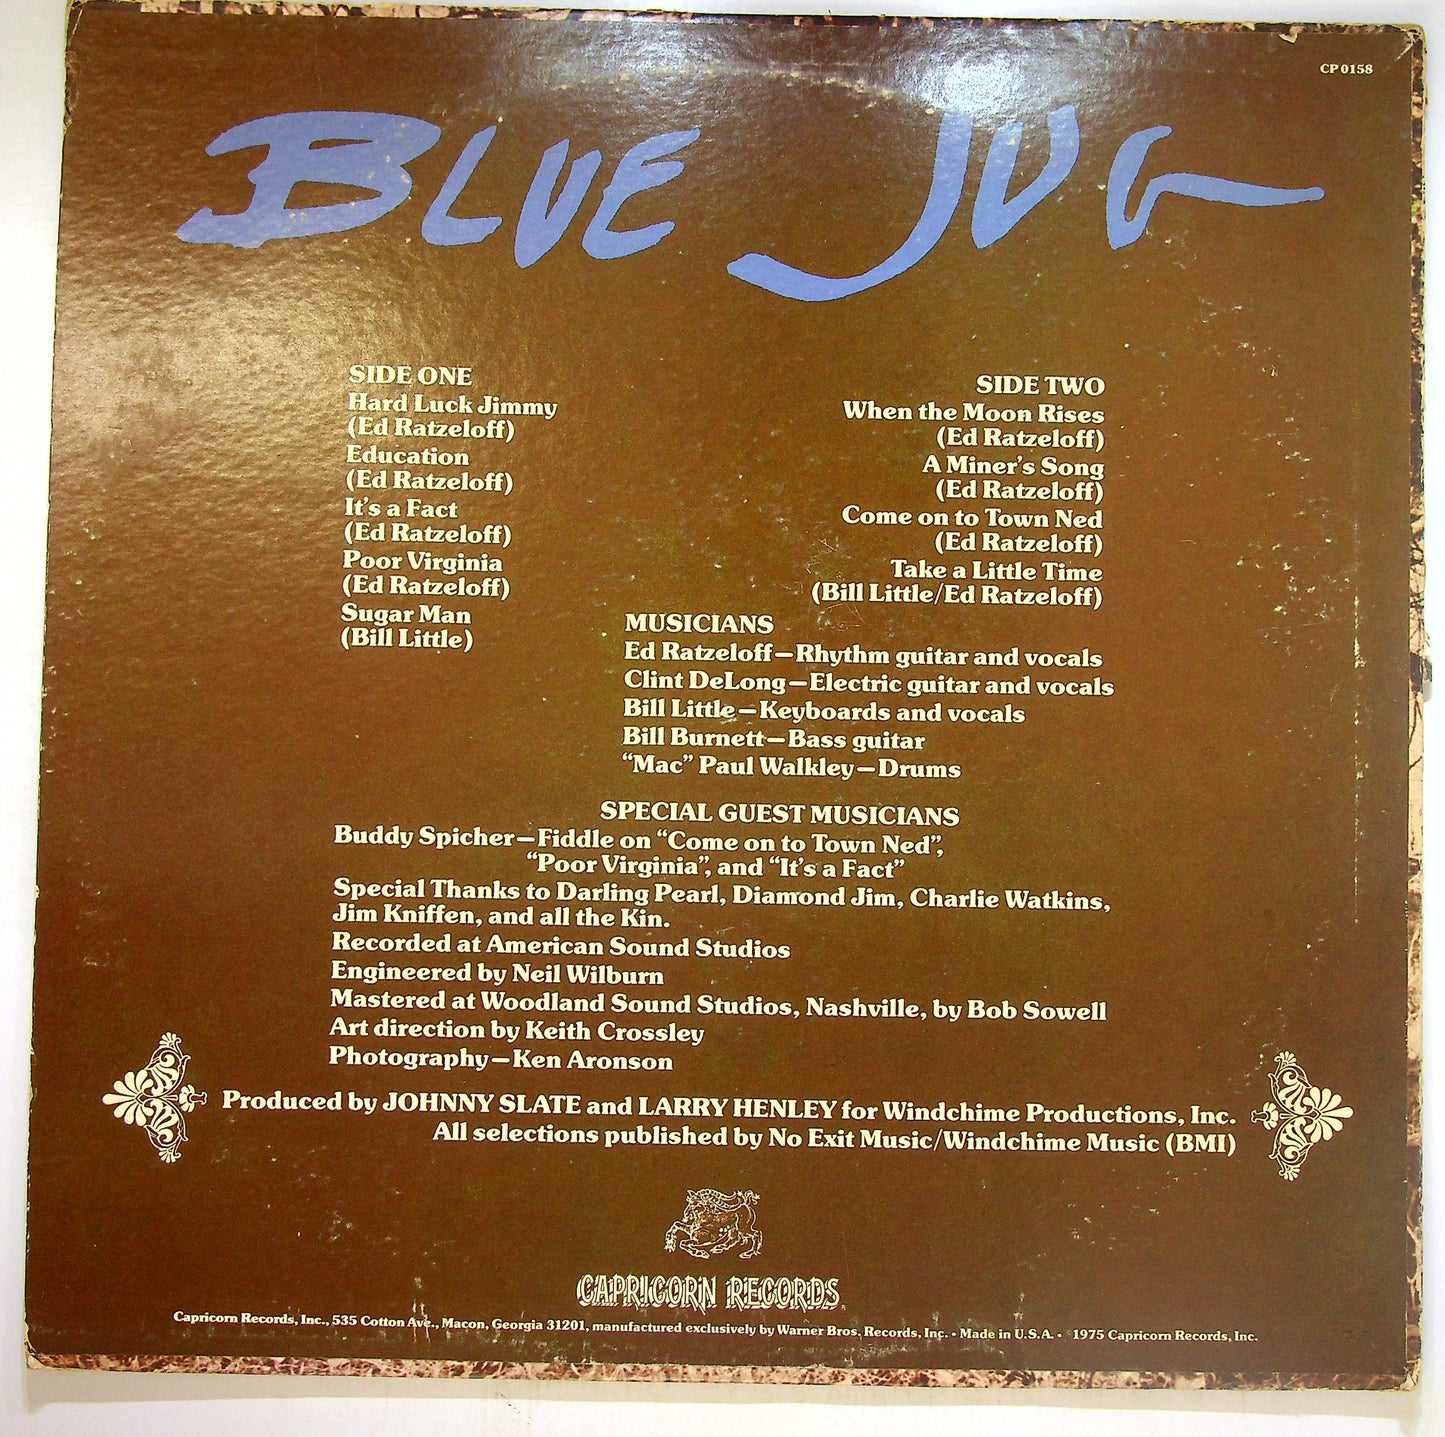 CP 0158
BLUE JUG
SIDE ONE
Hard Luck Jimmy
(Ed Ratzeloff)
Education
(Ed Ratzeloff)
It's a Fact
(Ed Ratzeloff)
Poor Virginia
(Ed Ratzeloff)
Sugar Man
(Bill Little)
SIDE TWO
When the Moon Rises
(Ed Ratzeloff)
A Miner's Song
(Ed Ratzeloff)
Come on to Town Ned
(Ed Ratzeloff)
Take a Little Time
(Bill Little/Ed Ratzeloff)
MUSICIANS
Ed Ratzeloff—Rhythm guitar and vocals
Clint DeLong—Electric guitar and vocals
Bill Little—Keyboards and vocals
Bill Burnett—Bass guitar
“Mac” Paul Walkley—Drums
SPECIAL GUEST MUSICIANS
Buddy Spicher—Fiddle on “Come on to Town Ned”,
“Poor Virginia”, and “It's a Fact”
Special Thanks to Darling Pearl, Diamond Jim, Charlie Watkins,
Jim Kniffen, and all the Kin.
Recorded at American Sound Studios
Engineered by Neil Wilburn
Mastered at Woodland Sound Studios, Nashville, by Bob Sowell
Art direction by Keith Crossley
Photography—Ken Aronson
Produced by JOHNNY SLATE and LARRY HENLEY for Windchime Productions, Inc.
All selections published by No Exit Music/Windchime Music (BMI)
CAPRICORN RECORDS
Capricorn Records, Inc., 535 Cotton Ave., Macon, Georgia 31201, manufactured exclusively by Warner Bros. Records, Inc. • Made in U.S.A. • 1975 Capricorn Records, Inc.